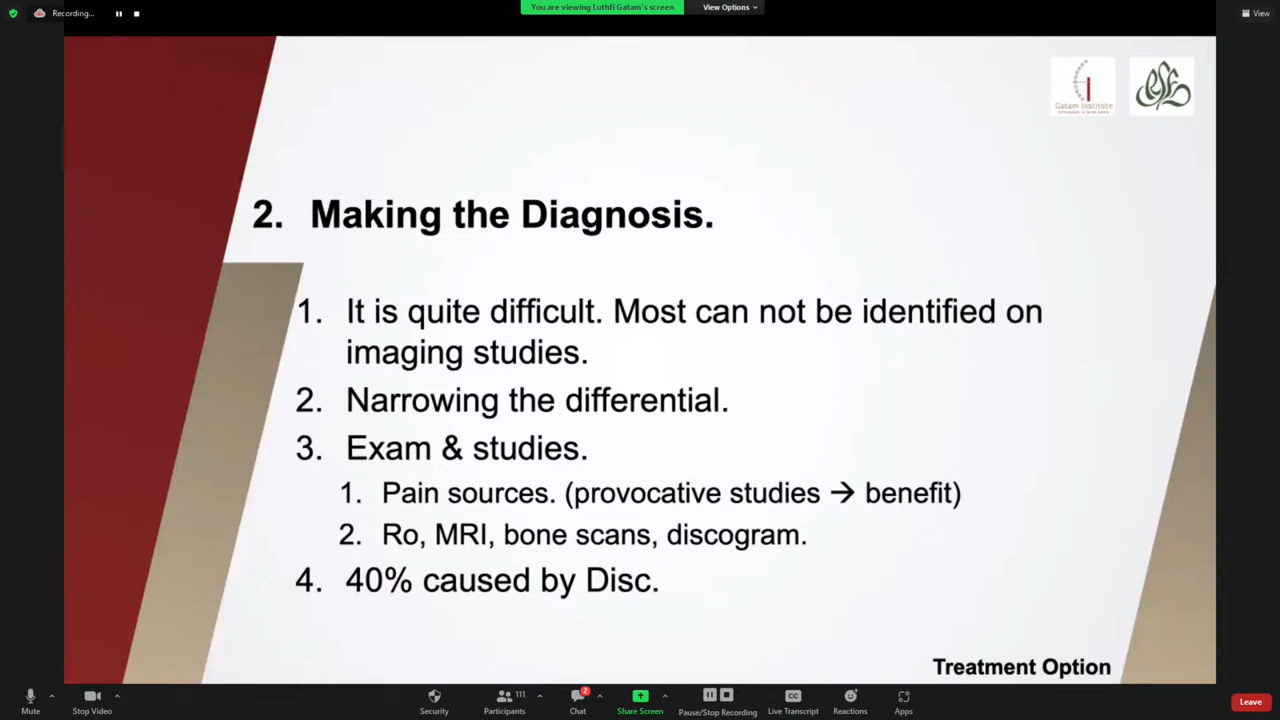 Recording...
You are viewing Luthfi Gatam's screen
View Options
View
Gatam Institute
2. Making the Diagnosis.
1. It is quite difficult. Most can not be identified on
imaging studies.
2. Narrowing the differential.
3. Exam & studies.
1. Pain sources. (provocative studies → benefit)
2. Ro, MRI, bone scans, discogram.
4. 40% caused by Disc.
Treatment Option
Mute
Stop Video
Security
Participants 111
Chat 2
Share Screen
Pause/Stop Recording
Live Transcript
Reactions
Apps
Leave